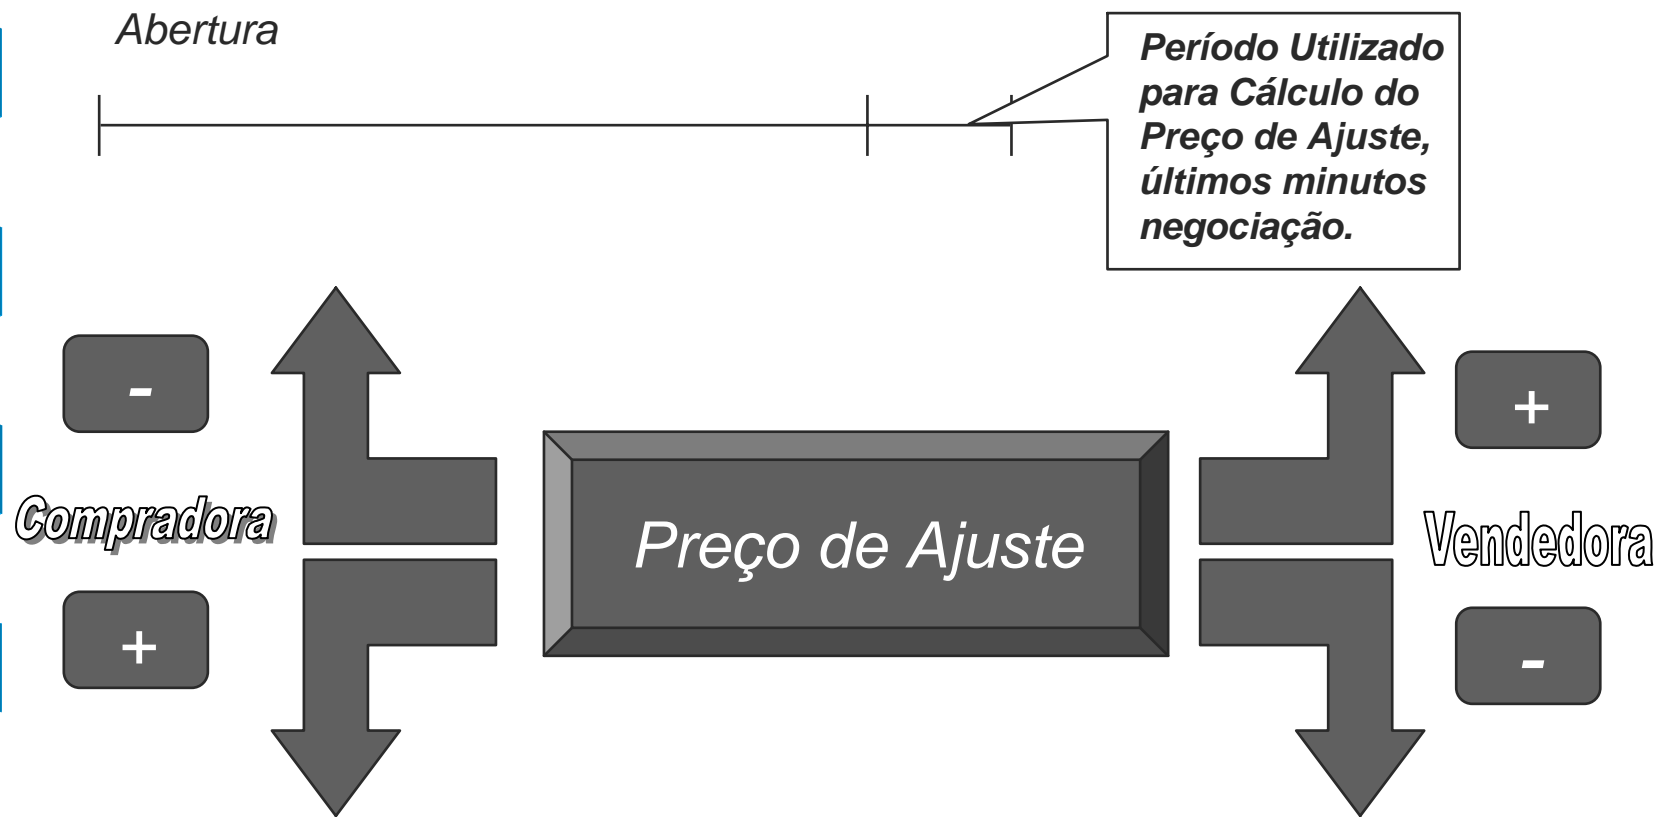 Abertura
Período Utilizado
para Cálculo do
Preço de Ajuste,
últimos minutos
negociação.
-
+
Compradora
Preço de Ajuste
Vendedora
+
-